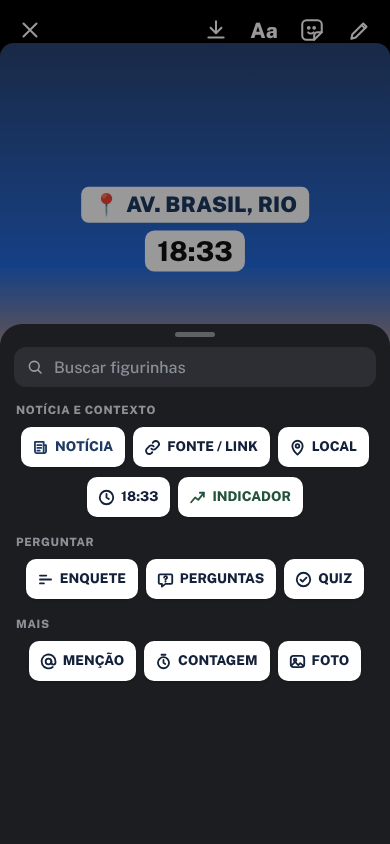 Aa
📍 AV. BRASIL, RIO
18:33
Buscar figurinhas
NOTÍCIA E CONTEXTO
NOTÍCIA
FONTE / LINK
LOCAL
18:33
INDICADOR
PERGUNTAR
ENQUETE
PERGUNTAS
QUIZ
MAIS
MENÇÃO
CONTAGEM
FOTO